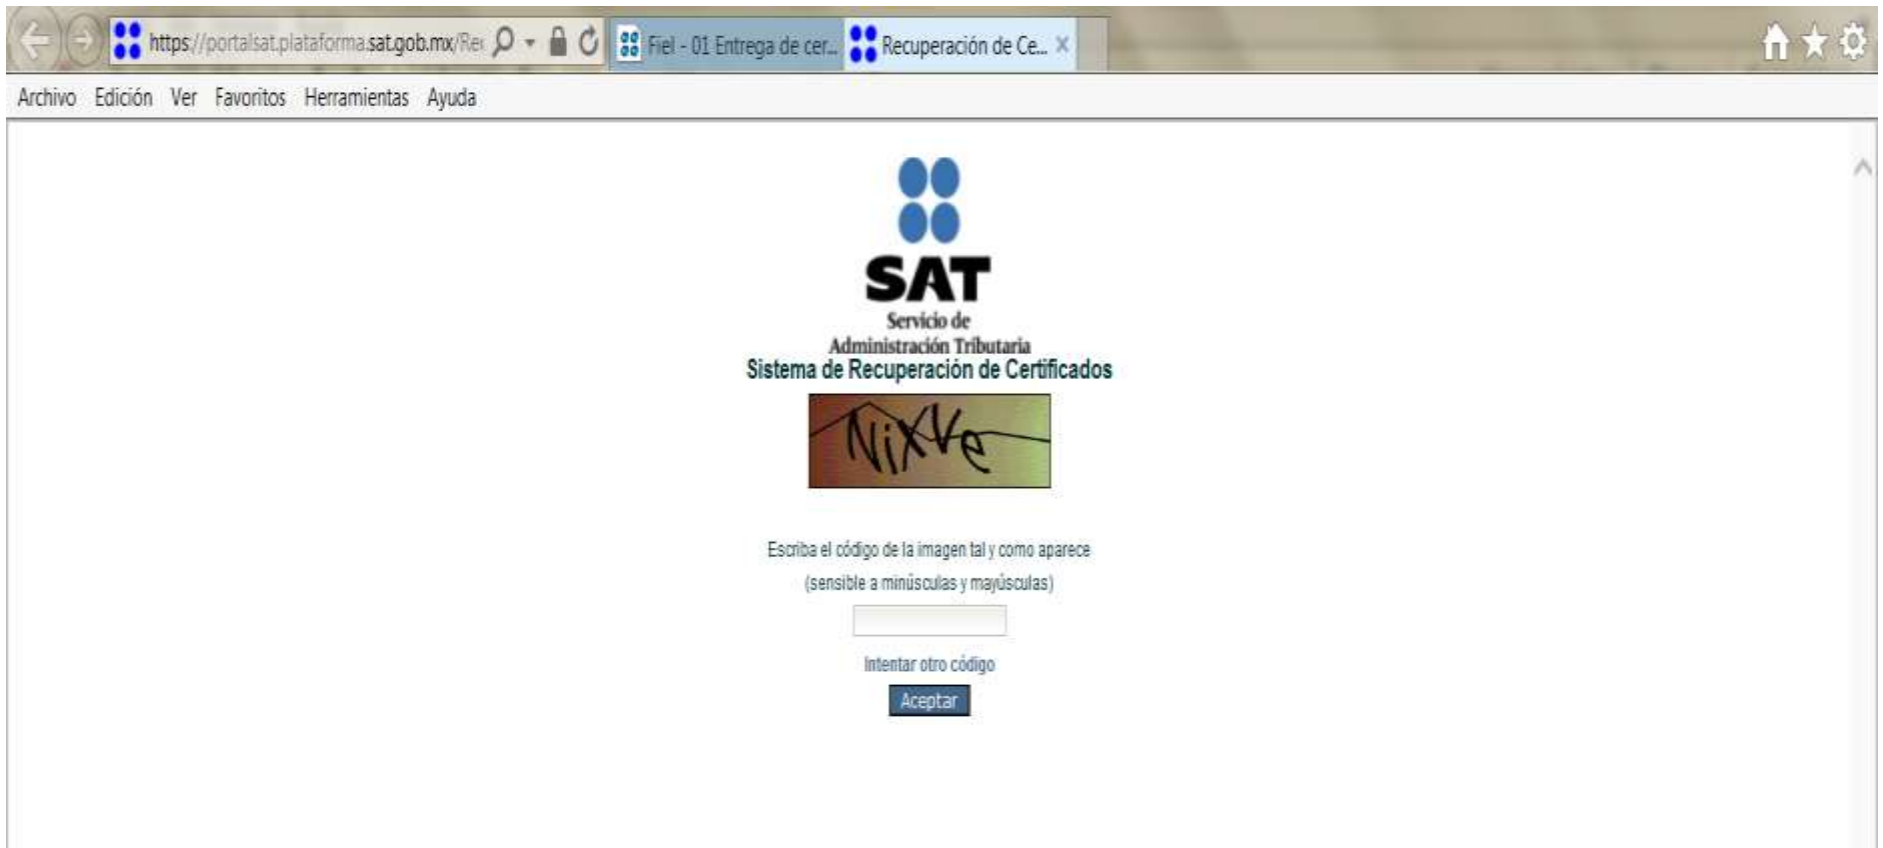 https://portalsat.plataforma.sat.gob.mx/Rec
Fiel - 01 Entrega de cer...
Recuperación de Ce...
Archivo Edición Ver Favoritos Herramientas Ayuda
SAT
Servicio de
Administración Tributaria
Sistema de Recuperación de Certificados
NiXVe
Escriba el código de la imagen tal y como aparece
(sensible a minúsculas y mayúsculas)
Intentar otro código
Aceptar